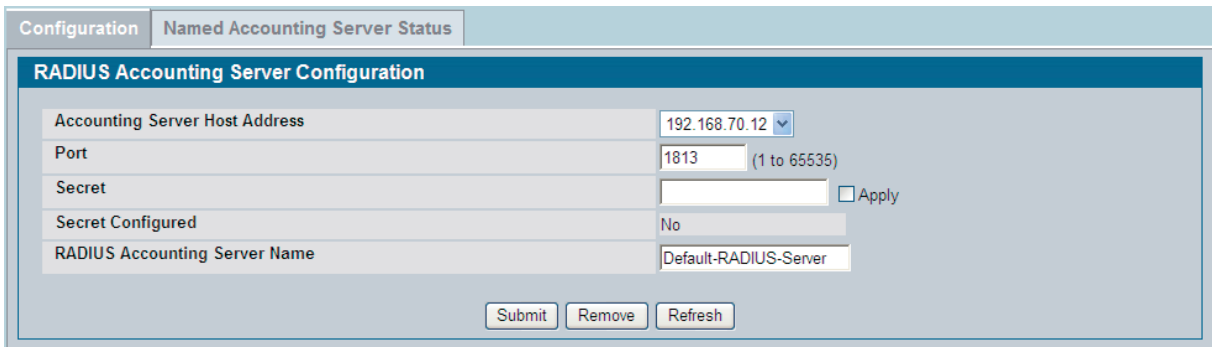 Configuration Named Accounting Server Status
RADIUS Accounting Server Configuration
Accounting Server Host Address 192.168.70.12
Port 1813 (1 to 65535)
Secret Apply
Secret Configured No
RADIUS Accounting Server Name Default-RADIUS-Server
Submit Remove Refresh